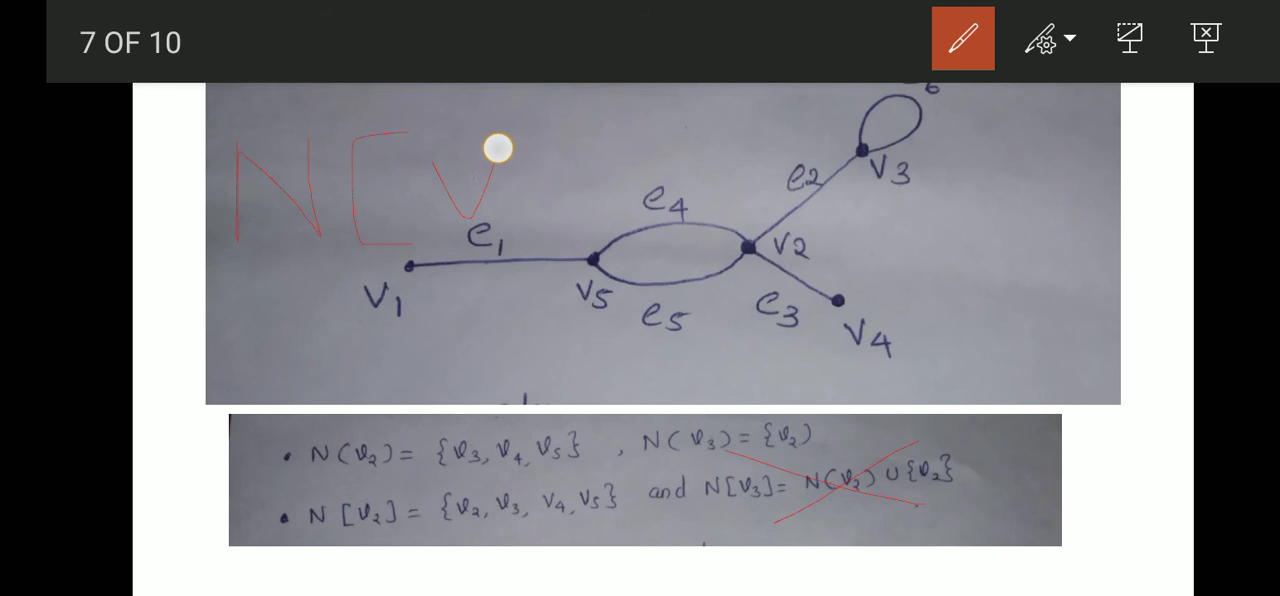 7 OF 10
N[V
e6
V3
e2
e4
e1
V2
V1
V5
e5
e3
V4
• N(v2) = {v3, v4, v5} , N(v3) = {v2)
• N[v2] = {v2, v3, v4, v5} and N[v3] = N(v2) U {v2}